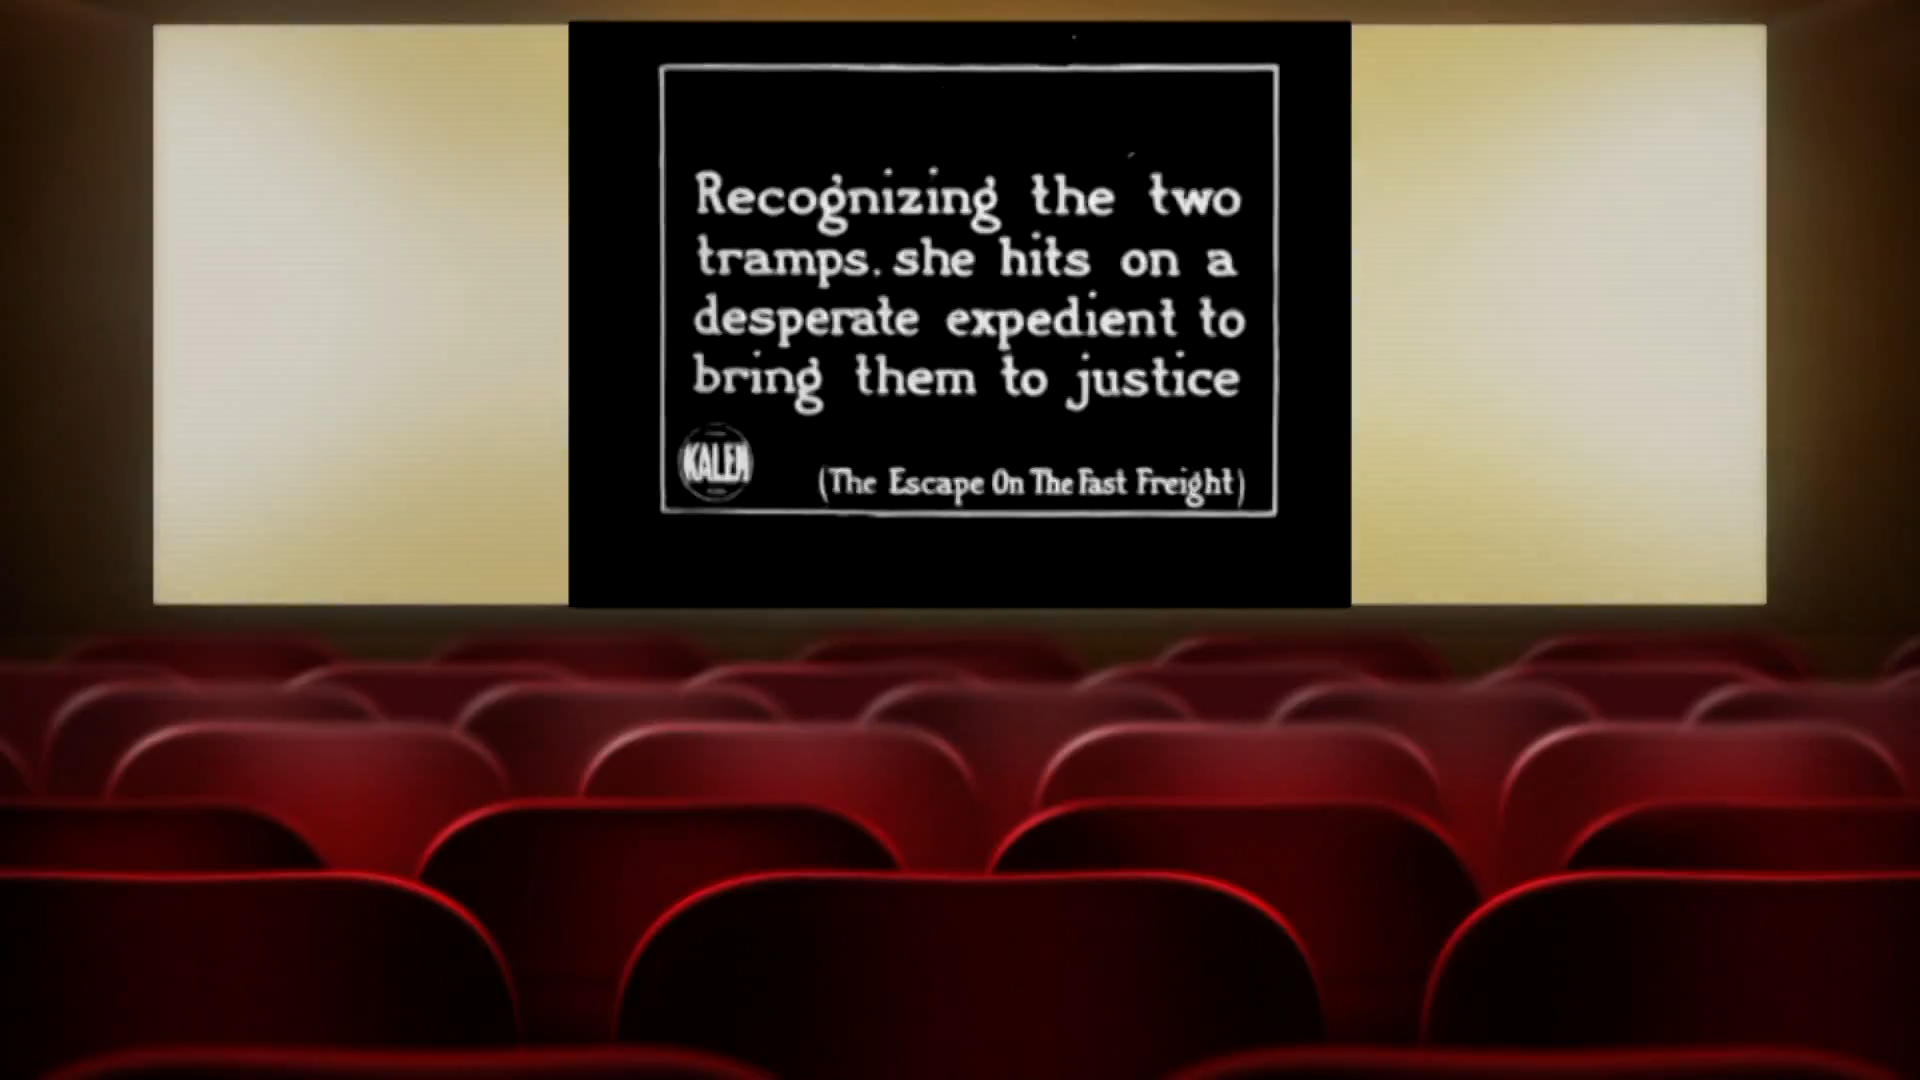 Recognizing the two
tramps. she hits on a
desperate expedient to
bring them to justice
KALEM
(The Escape On The Fast Freight)